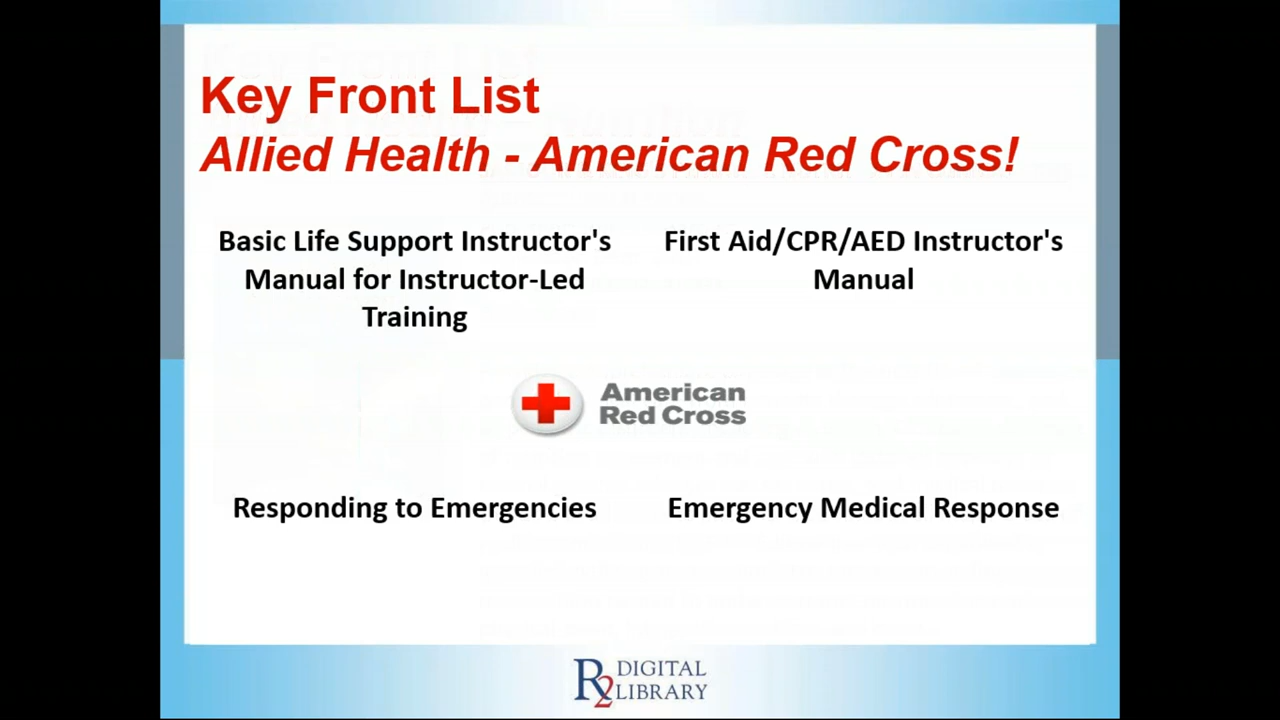 Key Front List
Allied Health - American Red Cross!
Basic Life Support Instructor's
Manual for Instructor-Led
Training
First Aid/CPR/AED Instructor's
Manual
American
Red Cross
Responding to Emergencies
Emergency Medical Response
R2 DIGITAL
LIBRARY